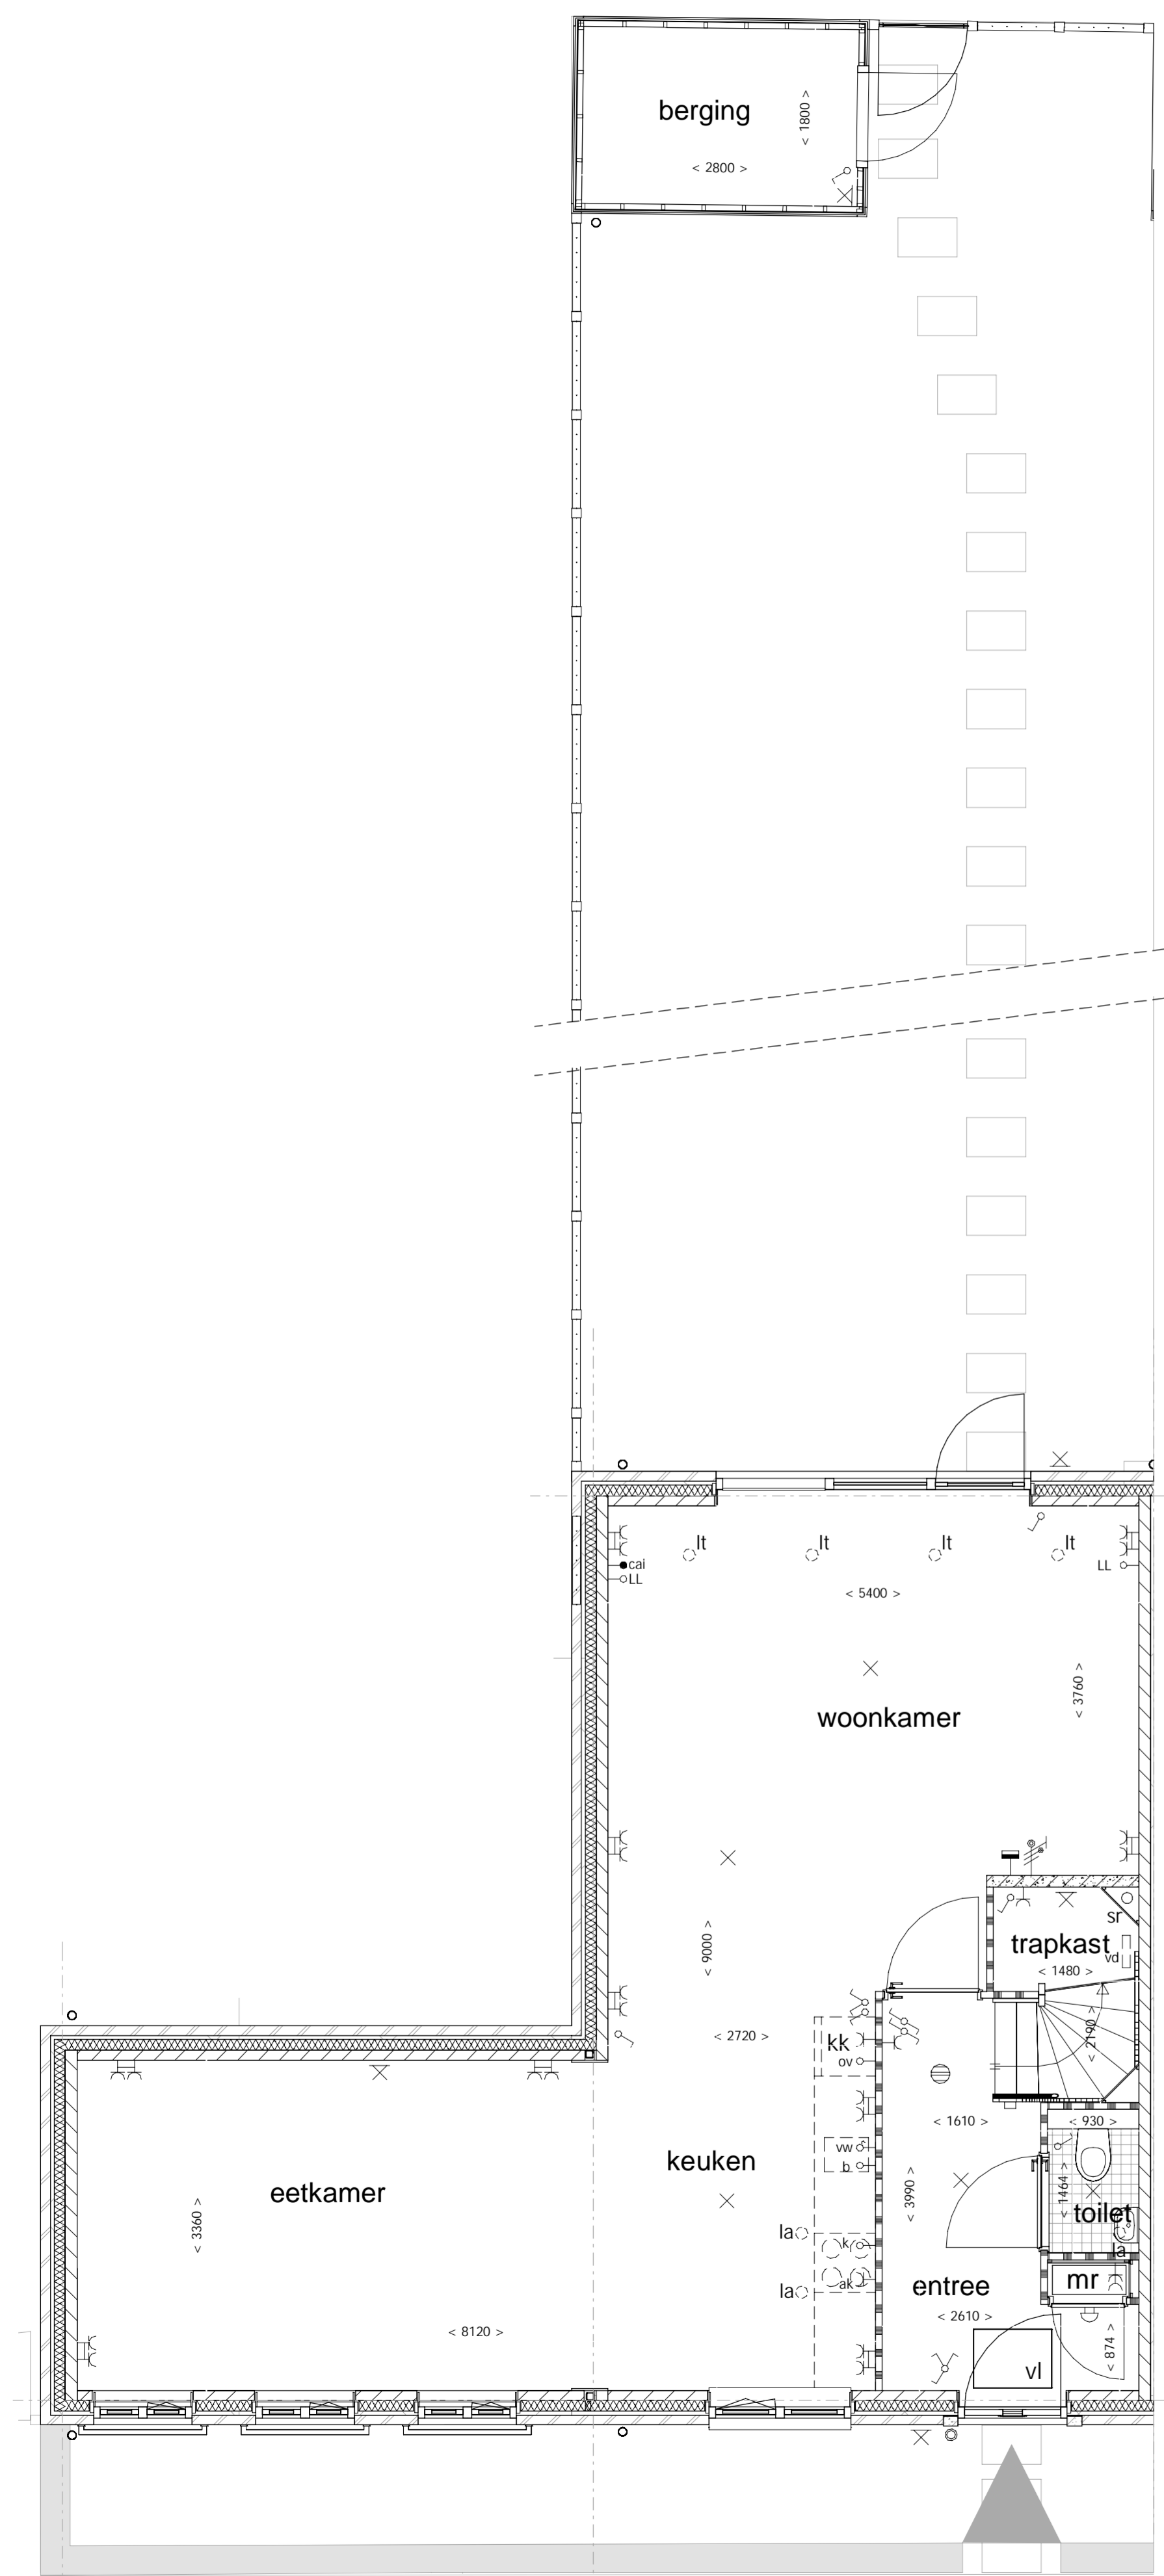 berging
< 1800 >
< 2800 >
lt
lt
lt
lt
cai
LL
LL
< 5400 >
< 3760 >
woonkamer
< 9000 >
sr
trapkast
vd
< 1480 >
< 2190 >
< 2720 >
kk
ov
< 1610 >
< 930 >
vw
b
keuken
eetkamer
< 3360 >
< 3990 >
< 1464 >
toilet
la
la
k
la
ak
entree
mr
< 8120 >
< 2610 >
< 874 >
vl